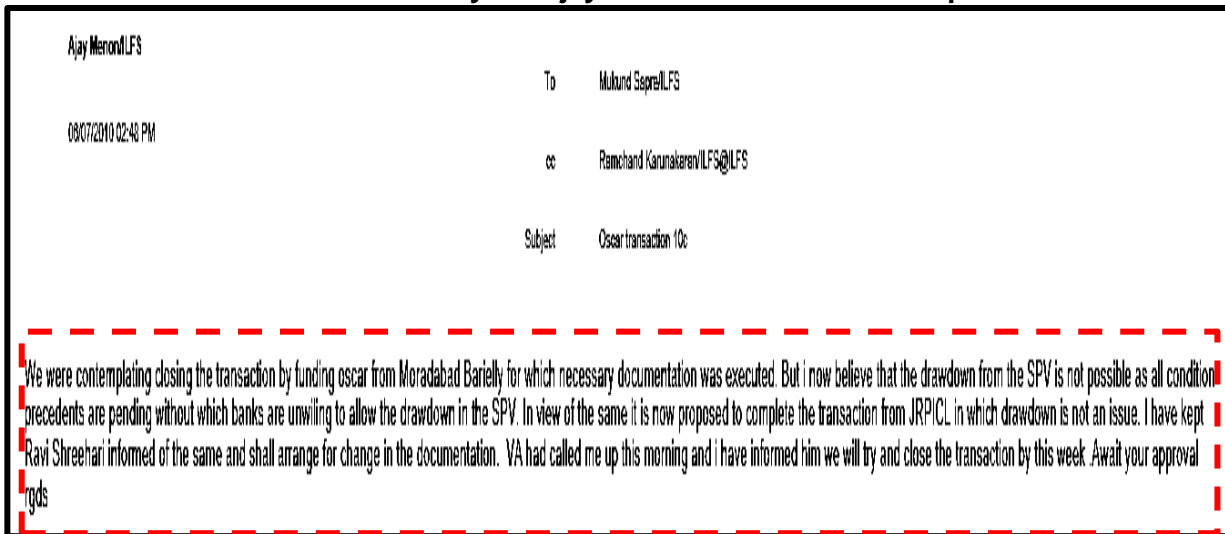 Ajay Menon/ILFS
To Mukund Sapre/ILFS
06/07/2010 02:48 PM
cc Ramchand Karunakaran/ILFS@ILFS
Subject Oscar transaction 10c
We were contemplating closing the transaction by funding oscar from Moradabad Barielly for which necessary documentation was executed. But i now believe that the drawdown from the SPV is not possible as all condition
precedents are pending without which banks are unwiling to allow the drawdown in the SPV. In view of the same it is now proposed to complete the transaction from JRPICL in which drawdown is not an issue. I have kept
Ravi Shreehari informed of the same and shall arrange for change in the documentation. VA had called me up this morning and i have informed him we will try and close the transaction by this week .Await your approval
rgds